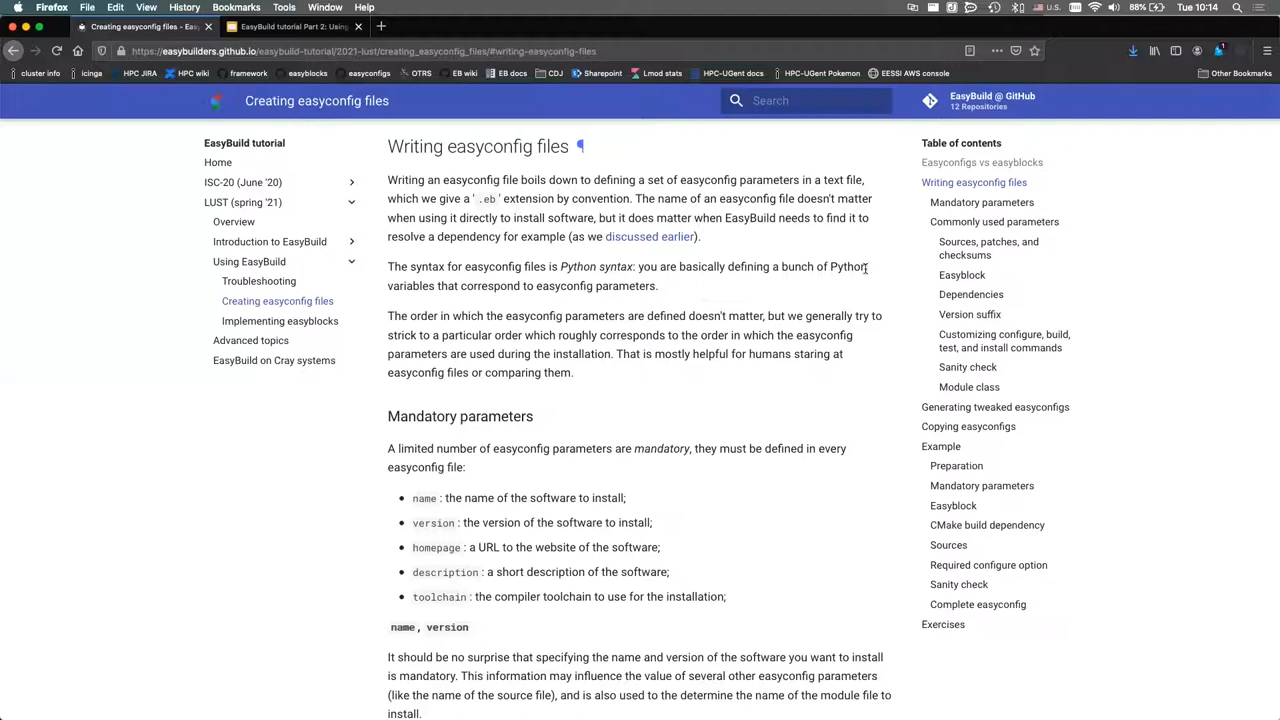 Firefox File Edit View History Bookmarks Tools Window Help U.S. 88% Tue 10:14
Creating easyconfig files - Eas
EasyBuild tutorial Part 2: Using
https://easybuilders.github.io/easybuild-tutorial/2021-lust/creating_easyconfig_files/#writing-easyconfig-files
cluster info icinga HPC JIRA HPC wiki framework easyblocks easyconfigs OTRS EB wiki EB docs CDJ Sharepoint Lmod stats HPC-UGent docs HPC-UGent Pokemon EESSI AWS console Other Bookmarks
Creating easyconfig files
Search
EasyBuild @ GitHub
12 Repositories
EasyBuild tutorial
Home
ISC-20 (June '20)
LUST (spring '21)
Overview
Introduction to EasyBuild
Using EasyBuild
Troubleshooting
Creating easyconfig files
Implementing easyblocks
Advanced topics
EasyBuild on Cray systems
Writing easyconfig files ¶
Writing an easyconfig file boils down to defining a set of easyconfig parameters in a text file,
which we give a ' .eb ' extension by convention. The name of an easyconfig file doesn't matter
when using it directly to install software, but it does matter when EasyBuild needs to find it to
resolve a dependency for example (as we discussed earlier).
The syntax for easyconfig files is Python syntax: you are basically defining a bunch of Python
variables that correspond to easyconfig parameters.
The order in which the easyconfig parameters are defined doesn't matter, but we generally try to
strick to a particular order which roughly corresponds to the order in which the easyconfig
parameters are used during the installation. That is mostly helpful for humans staring at
easyconfig files or comparing them.
Mandatory parameters
A limited number of easyconfig parameters are mandatory, they must be defined in every
easyconfig file:
• name : the name of the software to install;
• version : the version of the software to install;
• homepage : a URL to the website of the software;
• description : a short description of the software;
• toolchain : the compiler toolchain to use for the installation;
name , version
It should be no surprise that specifying the name and version of the software you want to install
is mandatory. This information may influence the value of several other easyconfig parameters
(like the name of the source file), and is also used to the determine the name of the module file to
install.
Table of contents
Easyconfigs vs easyblocks
Writing easyconfig files
Mandatory parameters
Commonly used parameters
Sources, patches, and
checksums
Easyblock
Dependencies
Version suffix
Customizing configure, build,
test, and install commands
Sanity check
Module class
Generating tweaked easyconfigs
Copying easyconfigs
Example
Preparation
Mandatory parameters
Easyblock
CMake build dependency
Sources
Required configure option
Sanity check
Complete easyconfig
Exercises